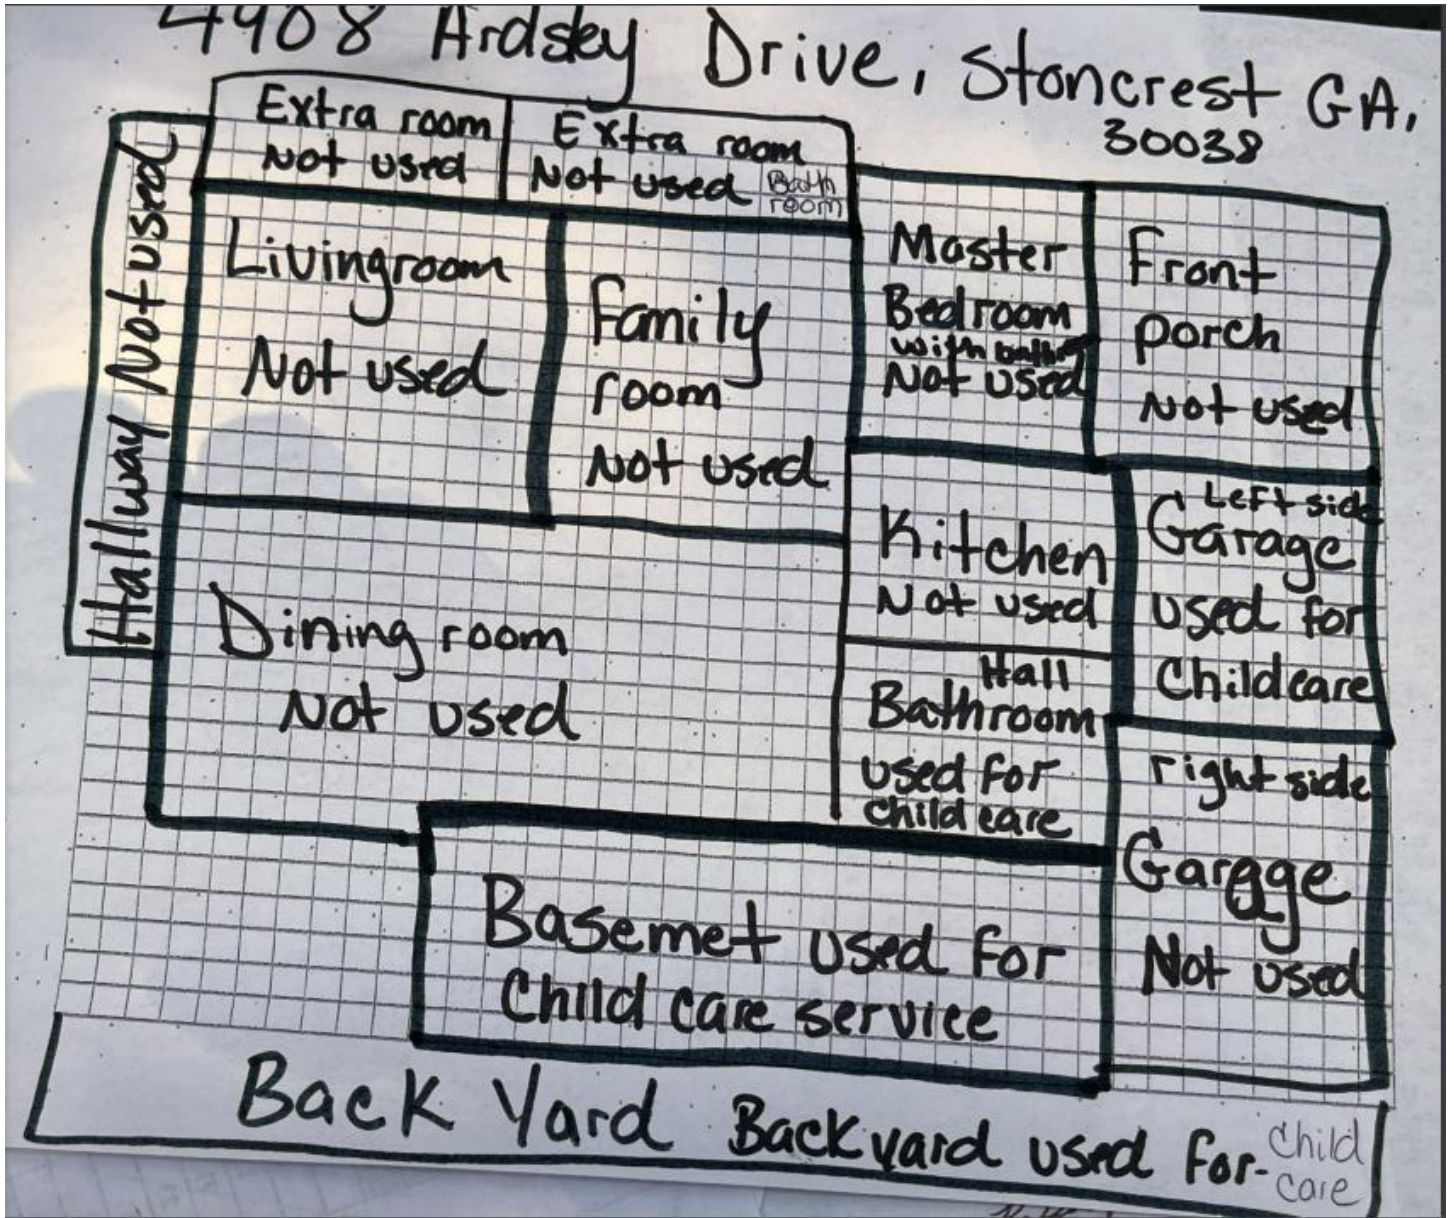 4908 Ardsley Drive, Stoncrest GA,
30038
Extra room
Not used
Extra room
Not used
Bath
room
Hallway Not used
Livingroom
Not used
Family
room
Not used
Master
Bedroom
with bath
Not used
Front
porch
Not used
Kitchen
Not used
Left side
Garage
used for
Childcare
Dining room
Not used
Hall
Bathroom
used for
Child care
right side
Garage
Not used
Basemet used for
Child care service
Back Yard Backyard used for-
Child
care